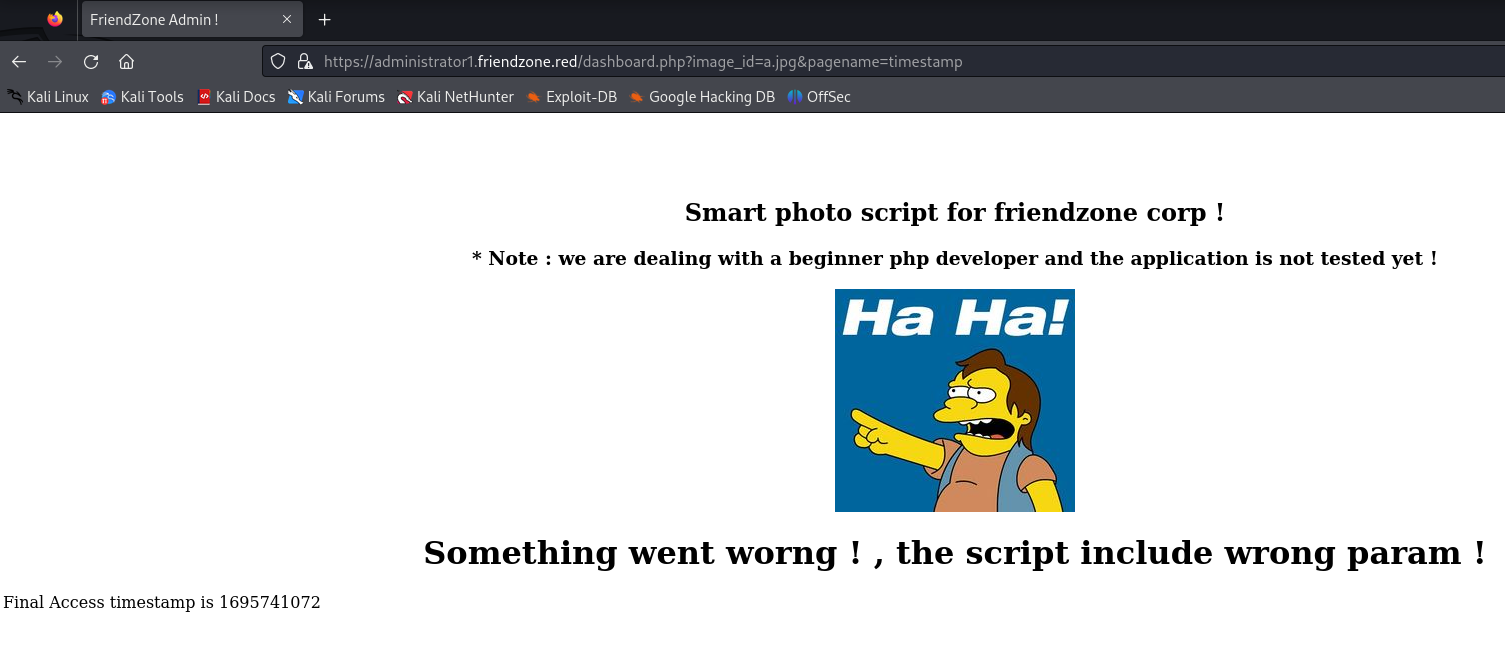 FriendZone Admin !
https://administrator1.friendzone.red/dashboard.php?image_id=a.jpg&pagename=timestamp
Kali Linux Kali Tools Kali Docs Kali Forums Kali NetHunter Exploit-DB Google Hacking DB OffSec
Smart photo script for friendzone corp !
* Note : we are dealing with a beginner php developer and the application is not tested yet !
Ha Ha!
Something went worng ! , the script include wrong param !
Final Access timestamp is 1695741072